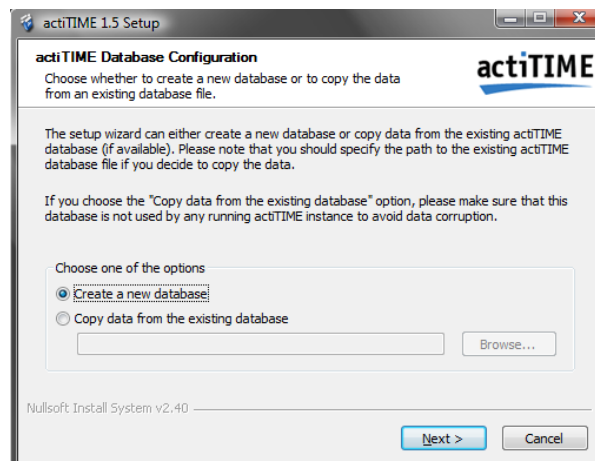 actiTIME 1.5 Setup
actiTIME Database Configuration
actiTIME
Choose whether to create a new database or to copy the data
from an existing database file.
The setup wizard can either create a new database or copy data from the existing actiTIME
database (if available). Please note that you should specify the path to the existing actiTIME
database file if you decide to copy the data.
If you choose the "Copy data from the existing database" option, please make sure that this
database is not used by any running actiTIME instance to avoid data corruption.
Choose one of the options
Create a new database
Copy data from the existing database
Browse...
Nullsoft Install System v2.40
Next >
Cancel